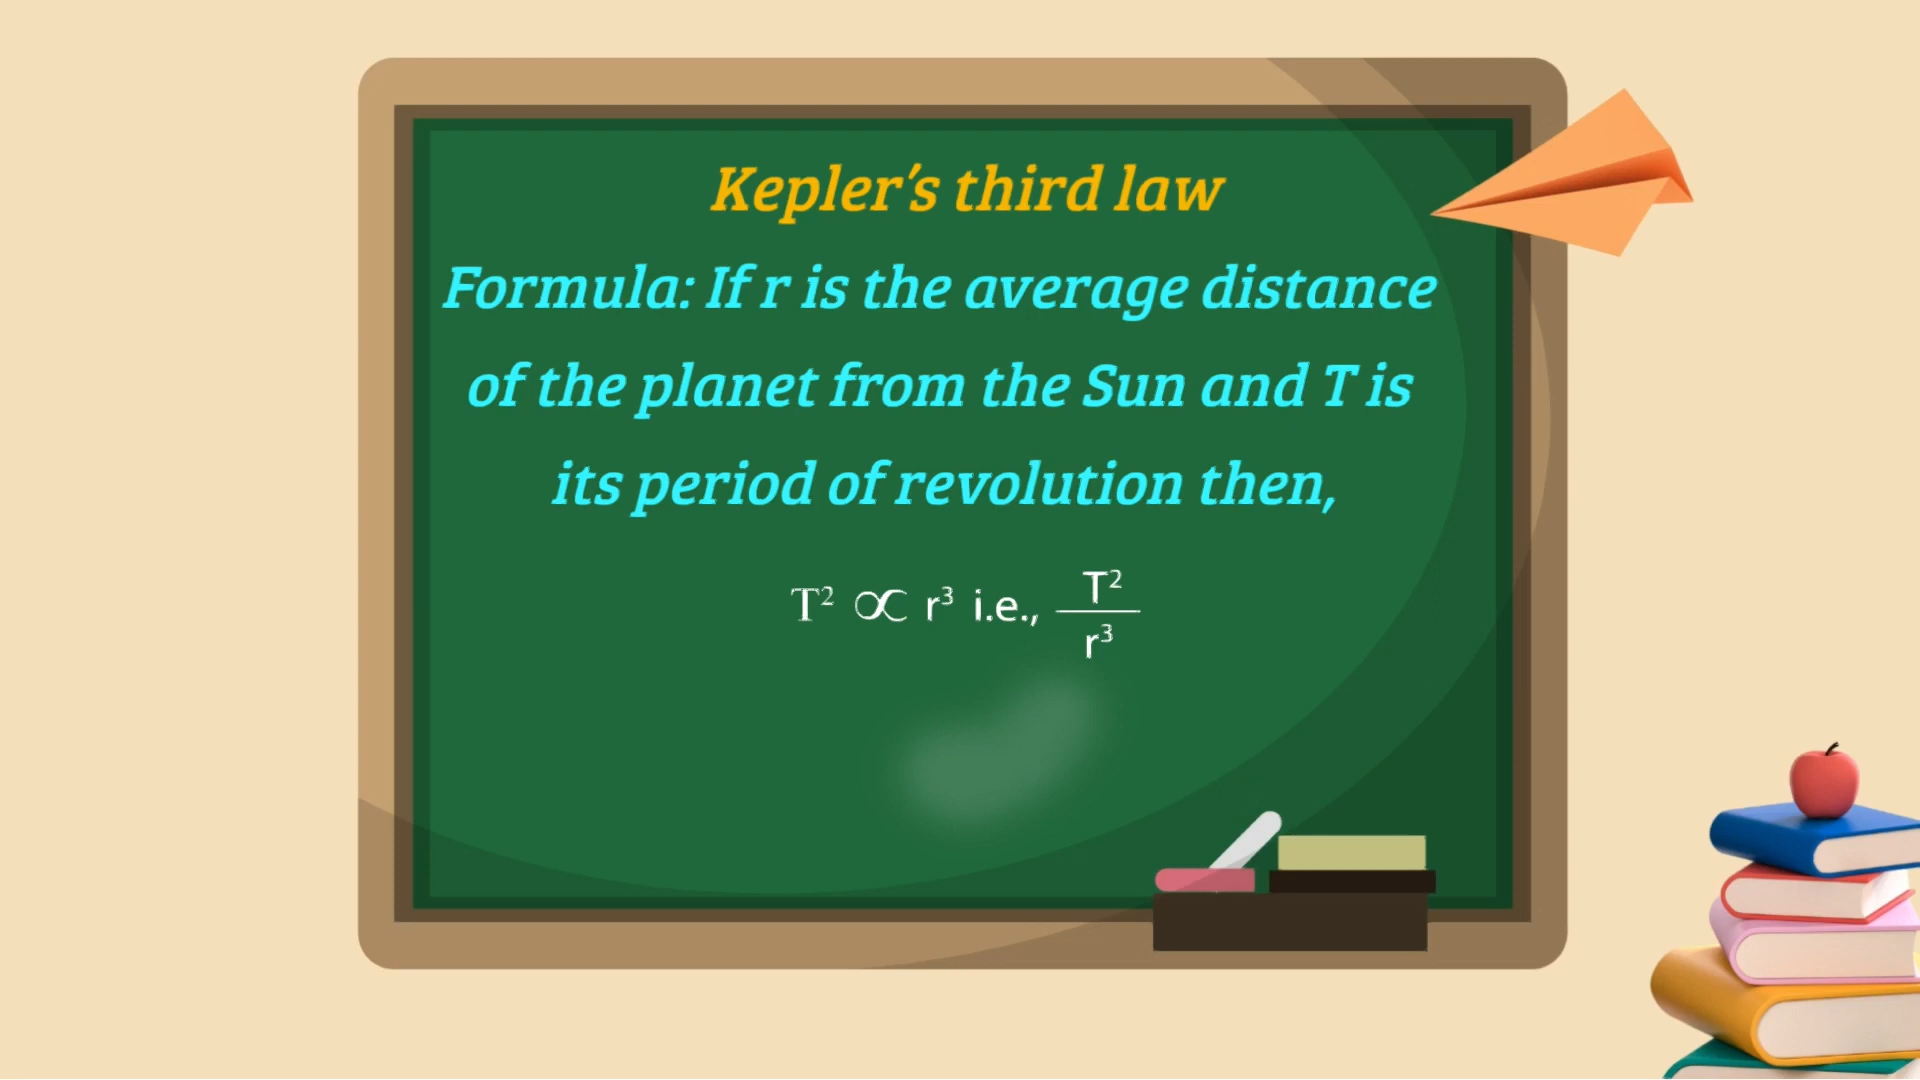 Kepler's third law
Formula: If r is the average distance
of the planet from the Sun and T is
its period of revolution then,
T² ∝ r³ i.e., T²/r³